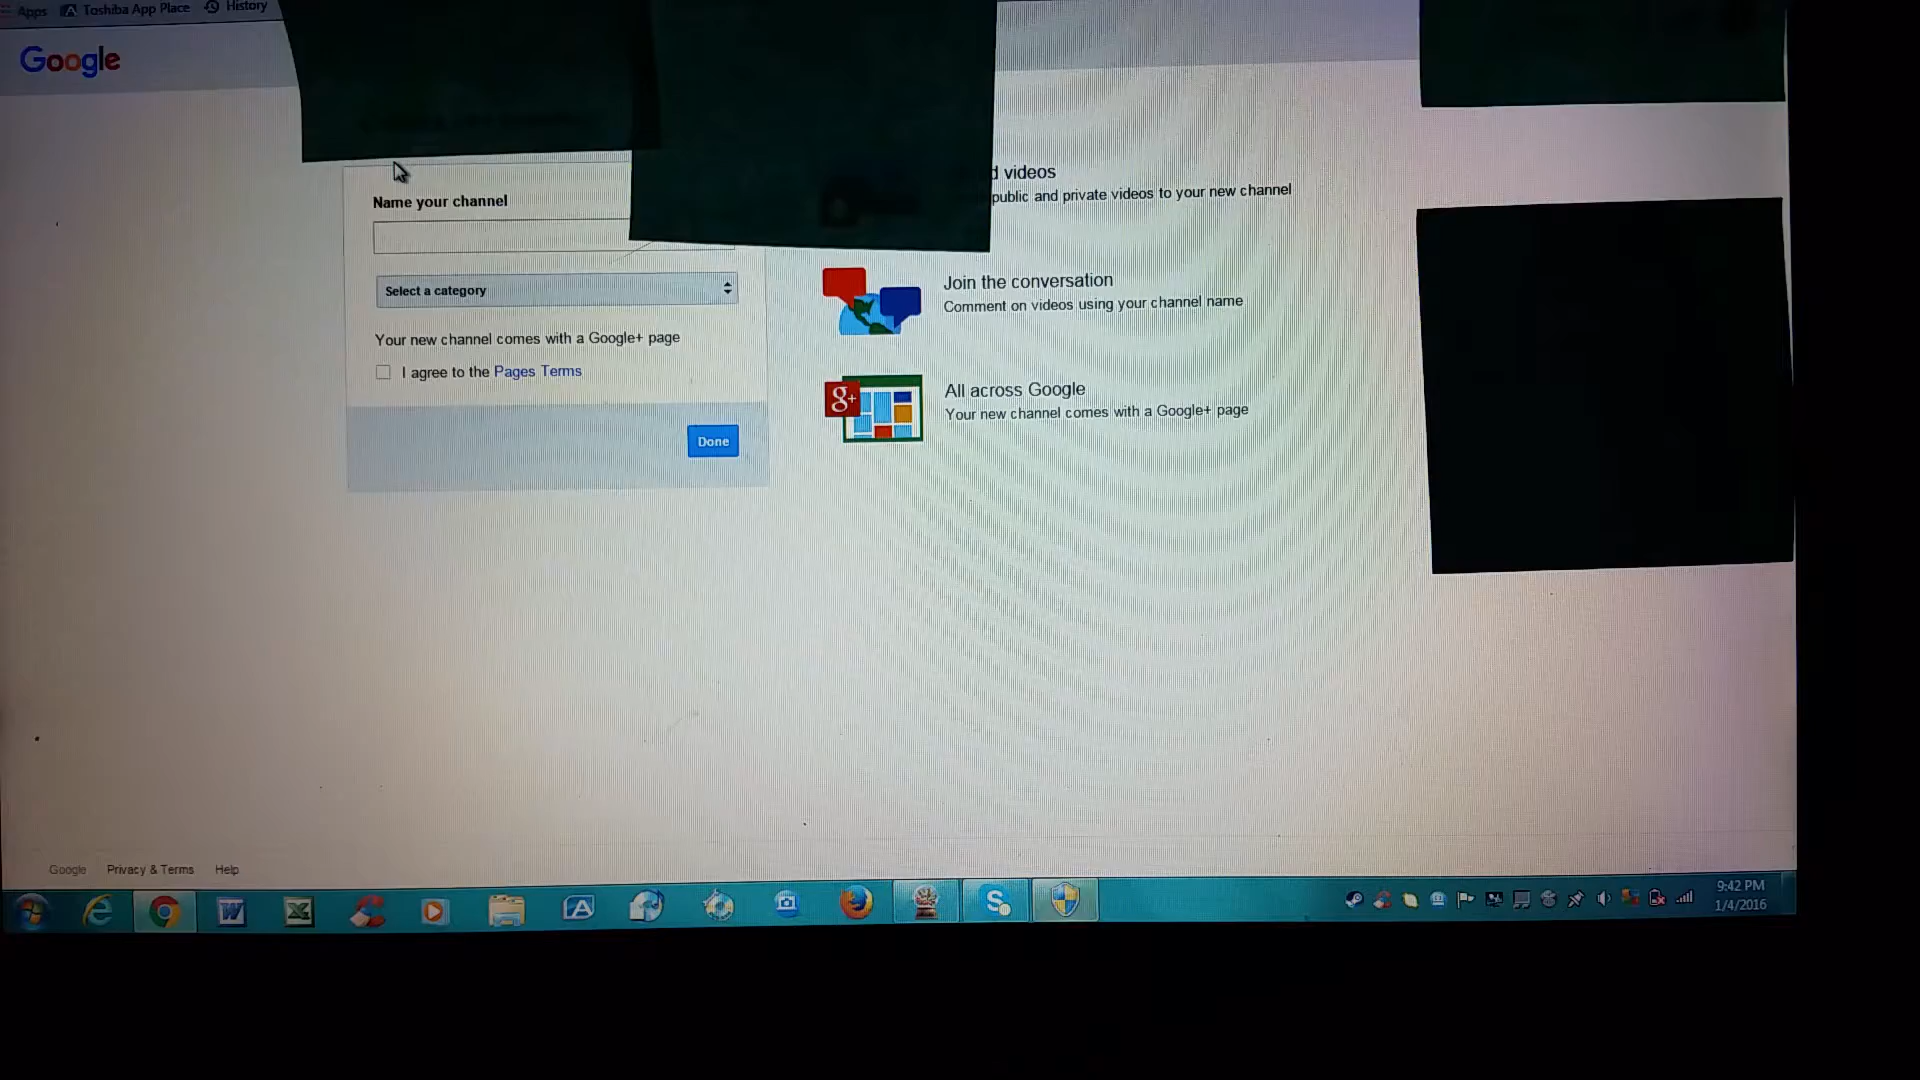 Apps Toshiba App Place History
Google
Name your channel
Select a category
Your new channel comes with a Google+ page
I agree to the Pages Terms
Done
videos
public and private videos to your new channel
Join the conversation
Comment on videos using your channel name
g+
All across Google
Your new channel comes with a Google+ page
Google Privacy & Terms Help
9:42 PM
1/4/2016